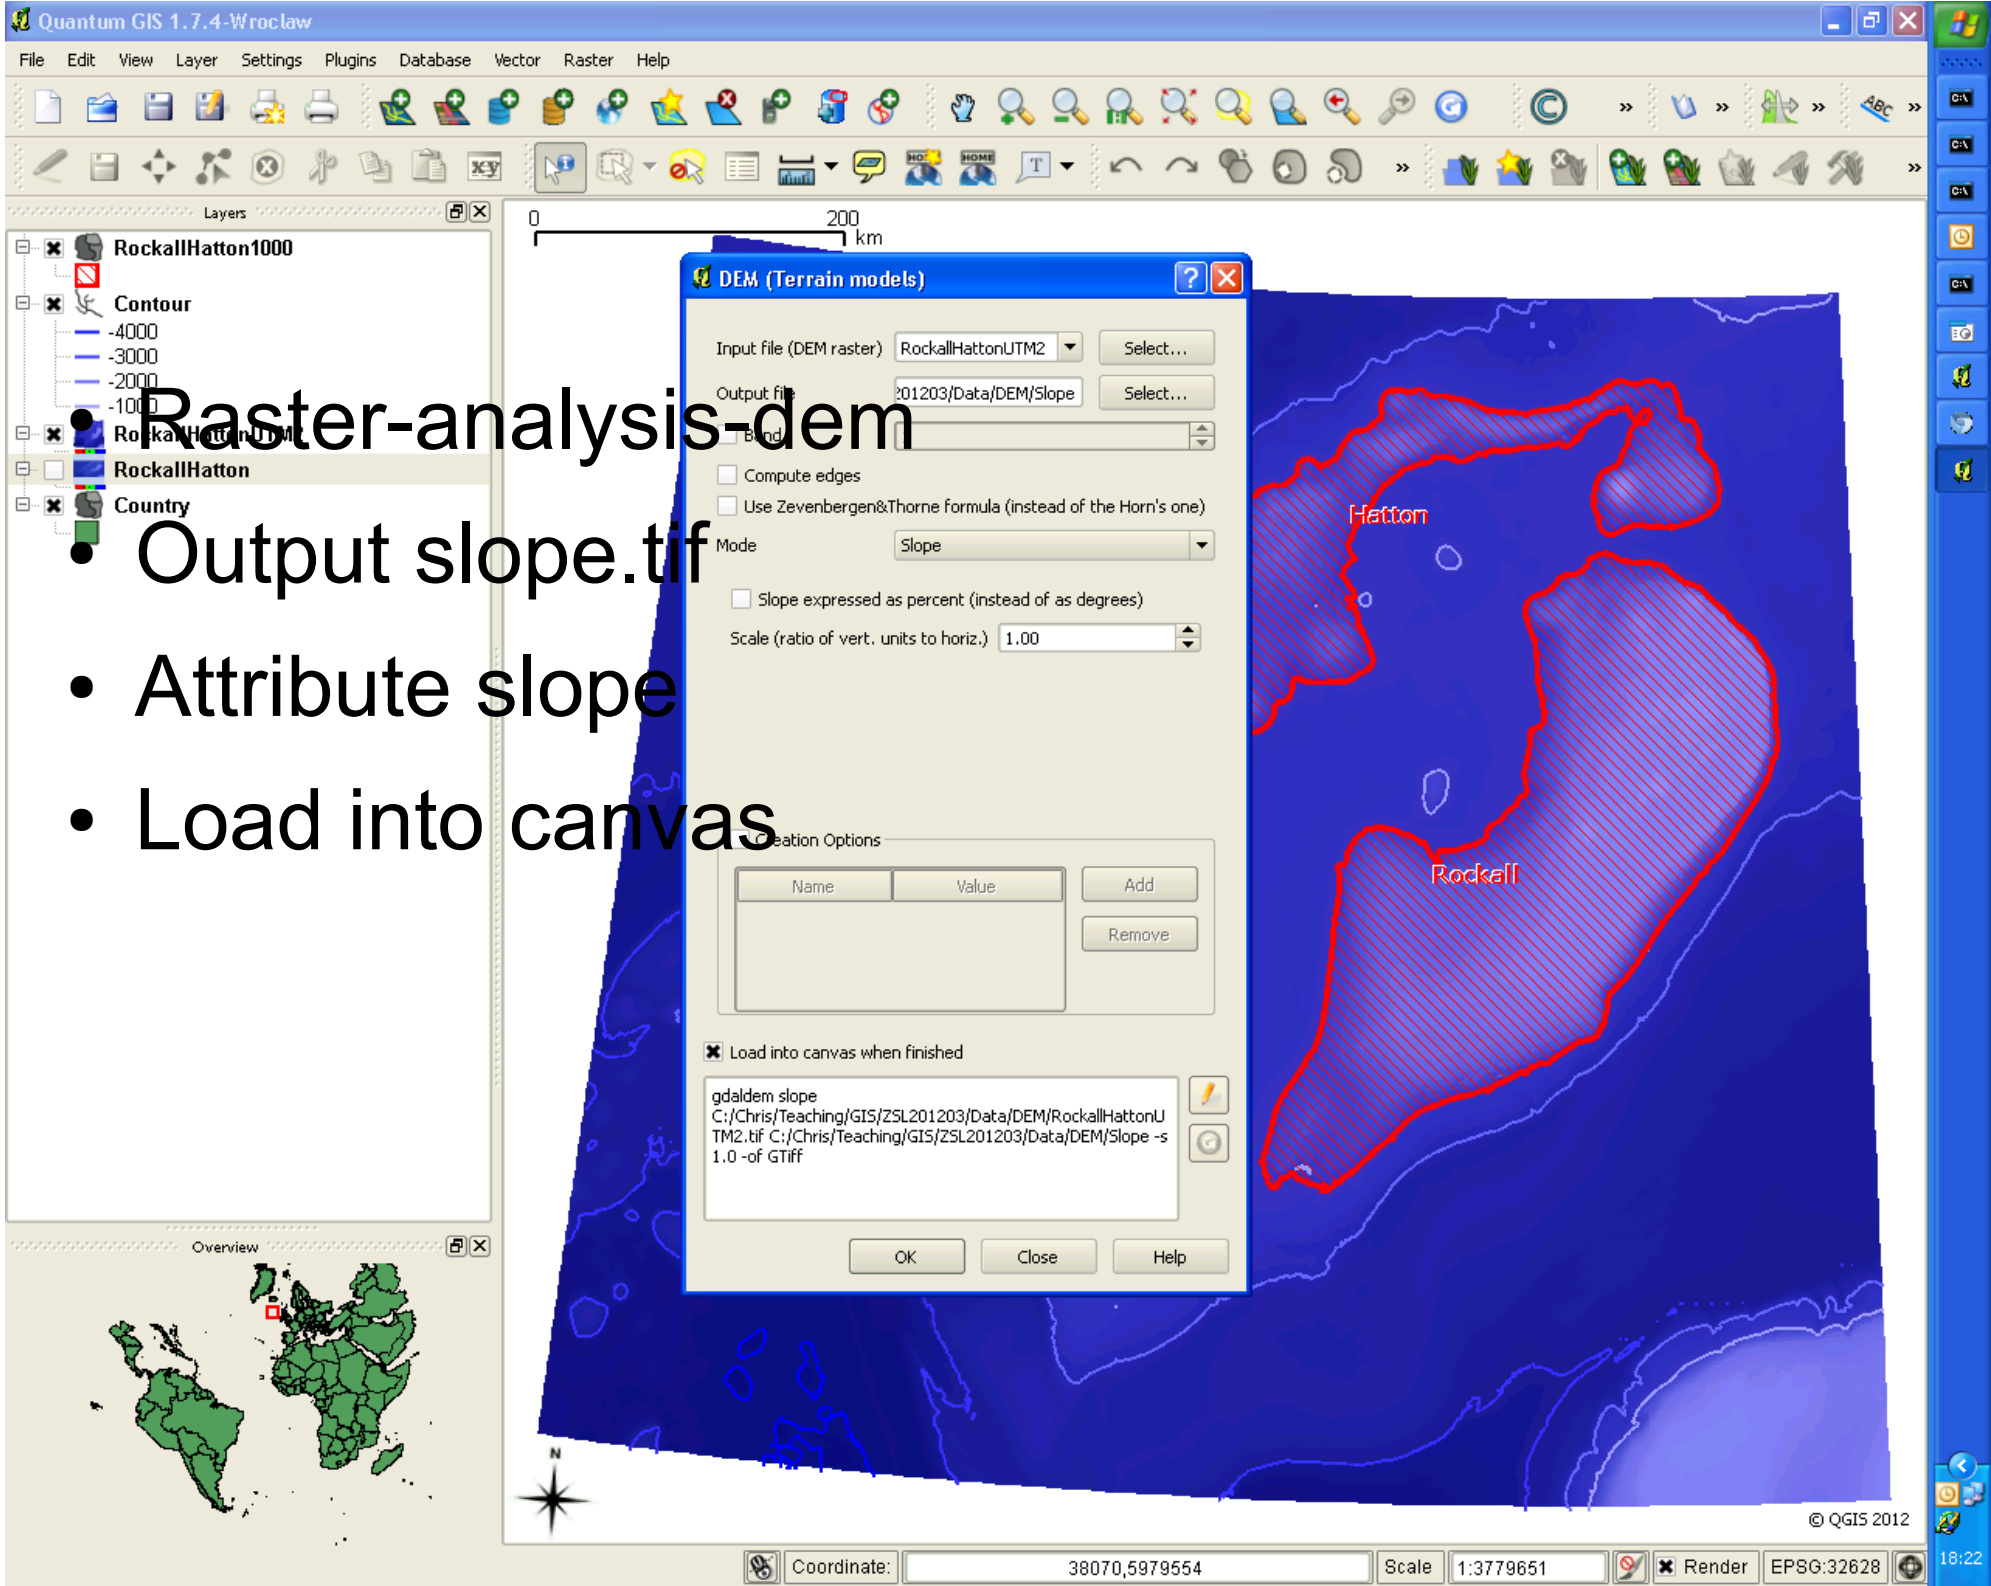 Quantum GIS 1.7.4-Wroclaw
File Edit View Layer Settings Plugins Database Vector Raster Help
Layers
RockallHatton1000
Contour
-4000
-3000
-2000
-1000
RockallHattonUTM2
RockallHatton
Country
0 200
km
DEM (Terrain models)
Input file (DEM raster) RockallHattonUTM2 Select...
Output file 201203/Data/DEM/Slope Select...
Band
Compute edges
Use Zevenbergen&Thorne formula (instead of the Horn's one)
Mode Slope
Slope expressed as percent (instead of as degrees)
Scale (ratio of vert. units to horiz.) 1.00
Creation Options
Name Value Add
Remove
Load into canvas when finished
gdaldem slope
C:/Chris/Teaching/GIS/ZSL201203/Data/DEM/RockallHattonU
TM2.tif C:/Chris/Teaching/GIS/ZSL201203/Data/DEM/Slope -s
1.0 -of GTiff
OK Close Help
• Raster-analysis-dem
• Output slope.tif
• Attribute slope
• Load into canvas
Hatton
Rockall
Overview
N
© QGIS 2012
Coordinate: 38070,5979554 Scale 1:3779651 Render EPSG:32628
18:22